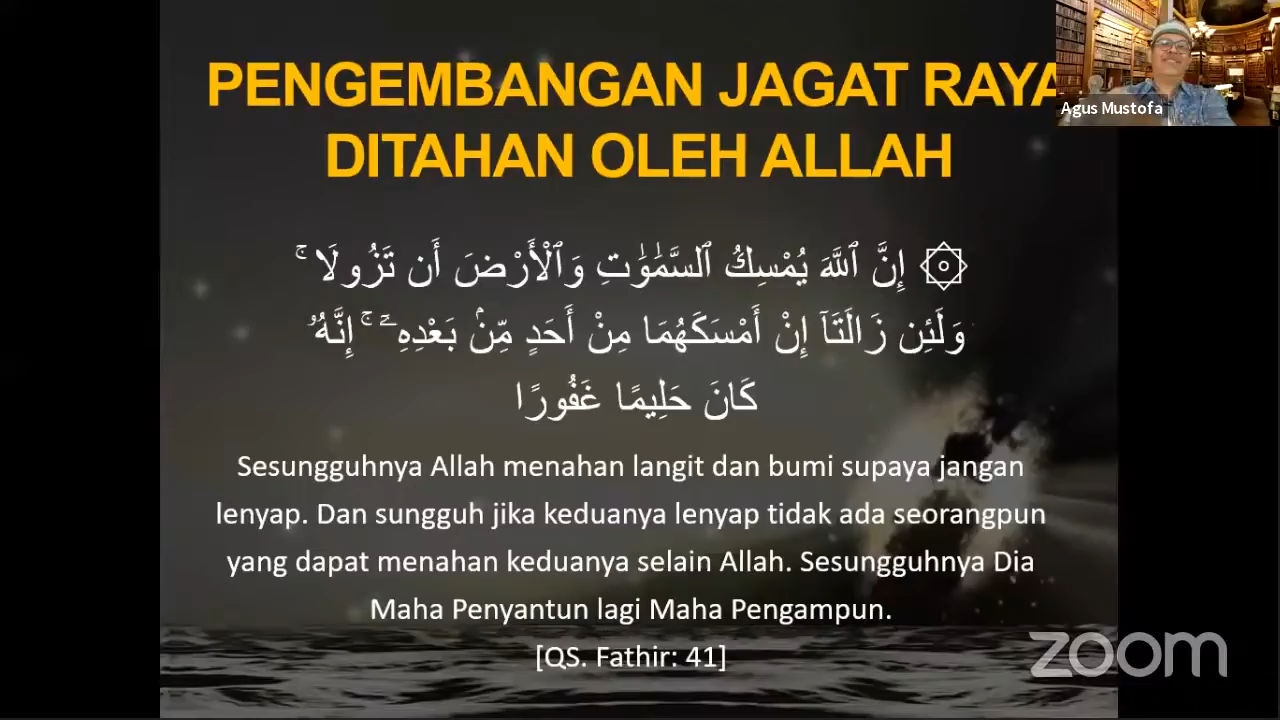 PENGEMBANGAN JAGAT RAYA
DITAHAN OLEH ALLAH
Agus Mustofa
۞ إِنَّ ٱللَّهَ يُمْسِكُ ٱلسَّمَٰوَٰتِ وَٱلْأَرْضَ أَن تَزُولَا ۚ
وَلَئِن زَالَتَآ إِنْ أَمْسَكَهُمَا مِنْ أَحَدٍ مِّنۢ بَعْدِهِۦٓ ۚ إِنَّهُۥ
كَانَ حَلِيمًا غَفُورًا
Sesungguhnya Allah menahan langit dan bumi supaya jangan
lenyap. Dan sungguh jika keduanya lenyap tidak ada seorangpun
yang dapat menahan keduanya selain Allah. Sesungguhnya Dia
Maha Penyantun lagi Maha Pengampun.
[QS. Fathir: 41]
zoom